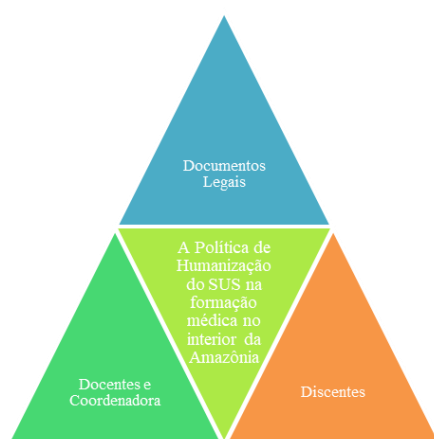 Documentos
Legais
A Política de
Humanização
do SUS na
formação
médica no
interior da
Amazônia
Docentes e
Coordenadora
Discentes